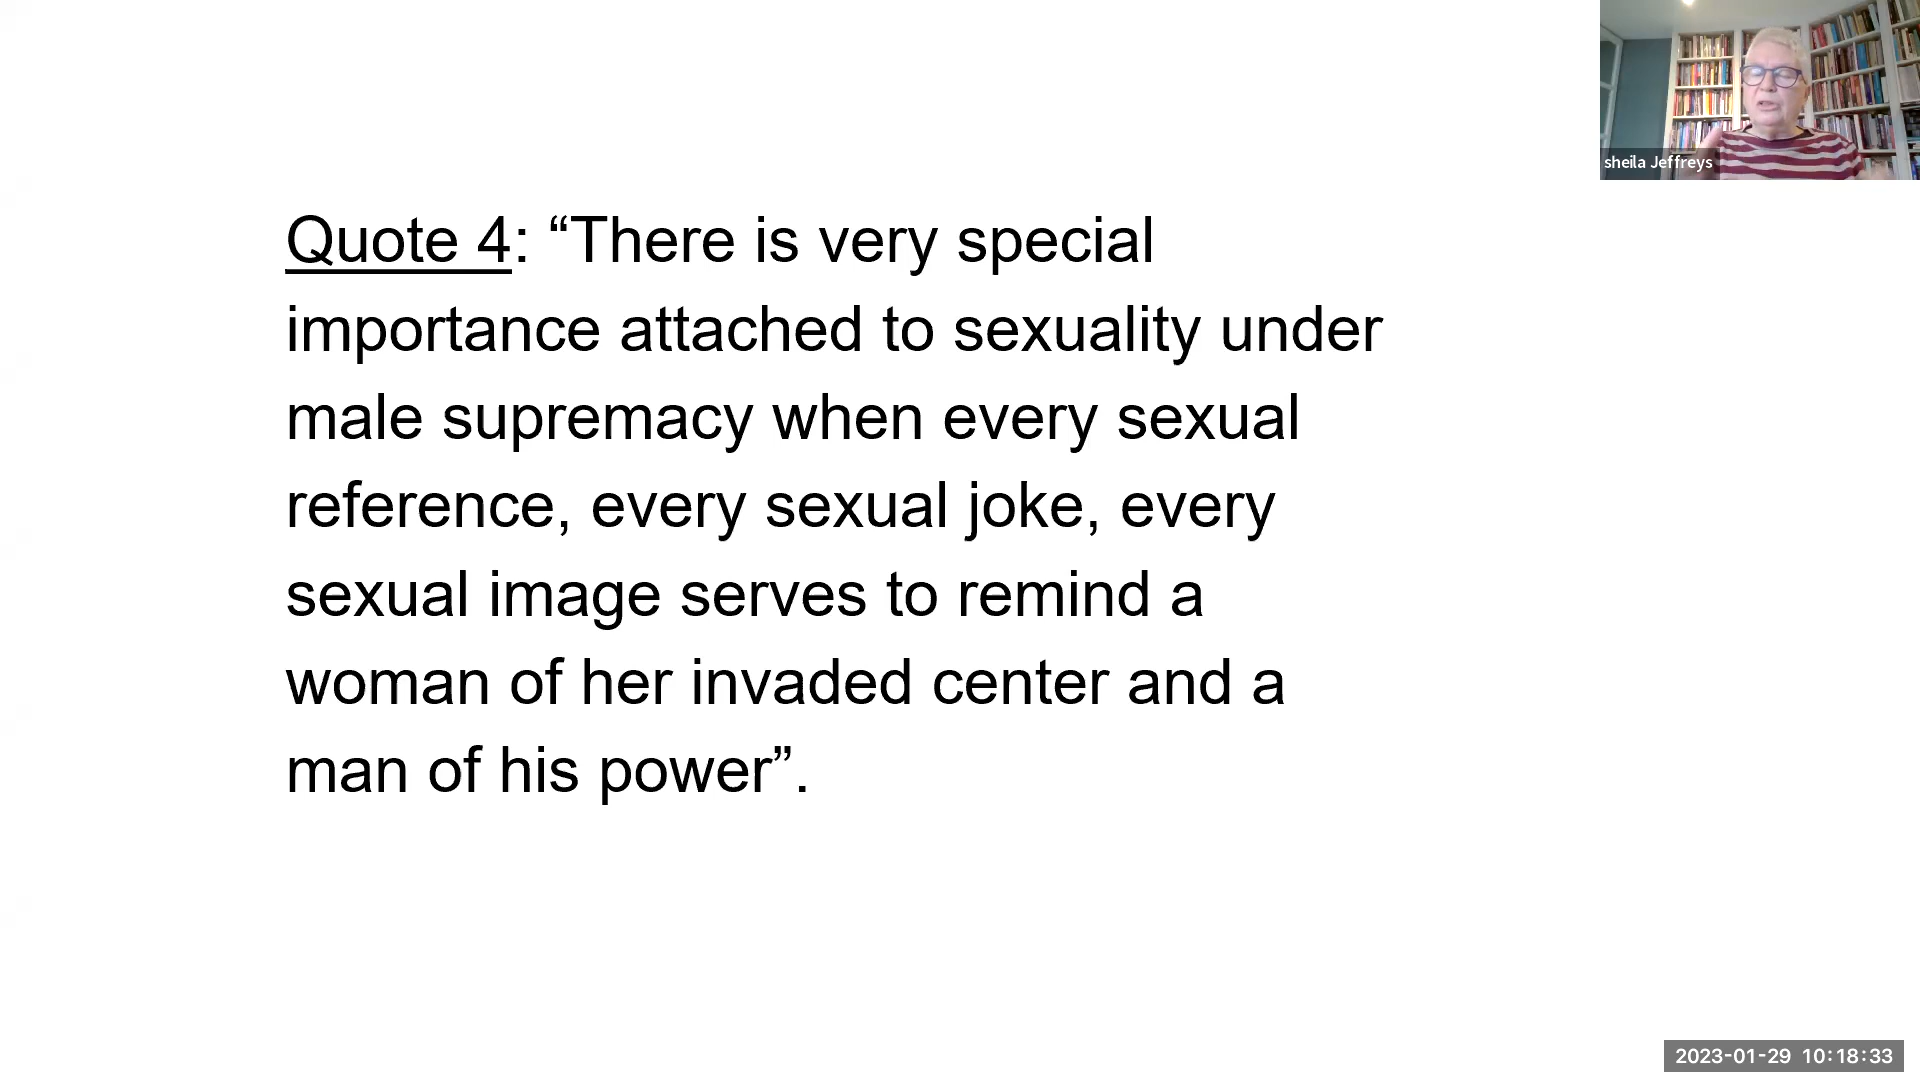 sheila Jeffreys
Quote 4: “There is very special
importance attached to sexuality under
male supremacy when every sexual
reference, every sexual joke, every
sexual image serves to remind a
woman of her invaded center and a
man of his power”.
2023-01-29 10:18:33